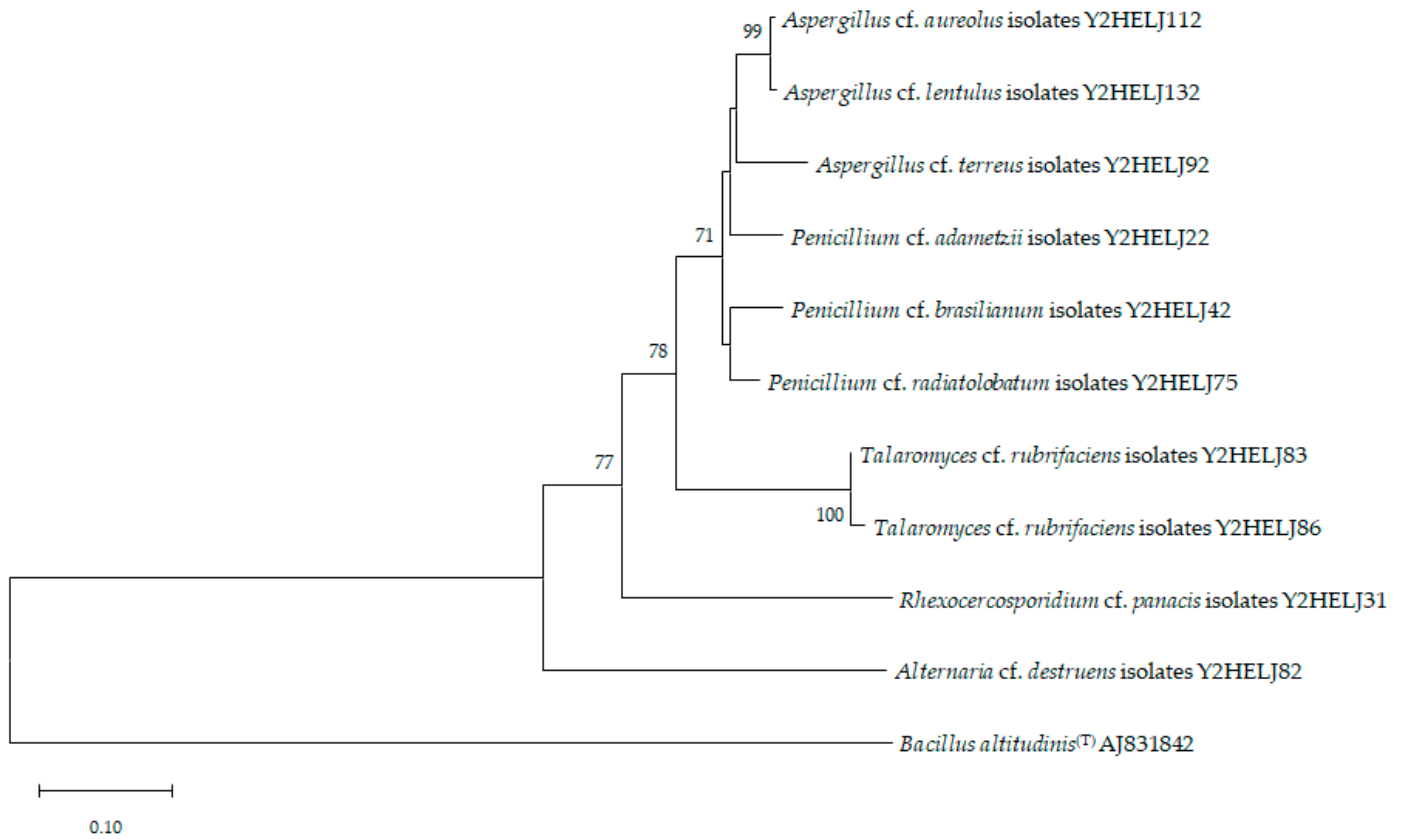 Aspergillus cf. aureolus isolates Y2HELJ112
99
Aspergillus cf. lentulus isolates Y2HELJ132
Aspergillus cf. terreus isolates Y2HELJ92
71
Penicillium cf. adametzii isolates Y2HELJ22
Penicillium cf. brasilianum isolates Y2HELJ42
78
Penicillium cf. radiatolobatum isolates Y2HELJ75
77
Talaromyces cf. rubrifaciens isolates Y2HELJ83
100
Talaromyces cf. rubrifaciens isolates Y2HELJ86
Rhexocercosporidium cf. panacis isolates Y2HELJ31
Alternaria cf. destruens isolates Y2HELJ82
Bacillus altitudinis(T) AJ831842
0.10